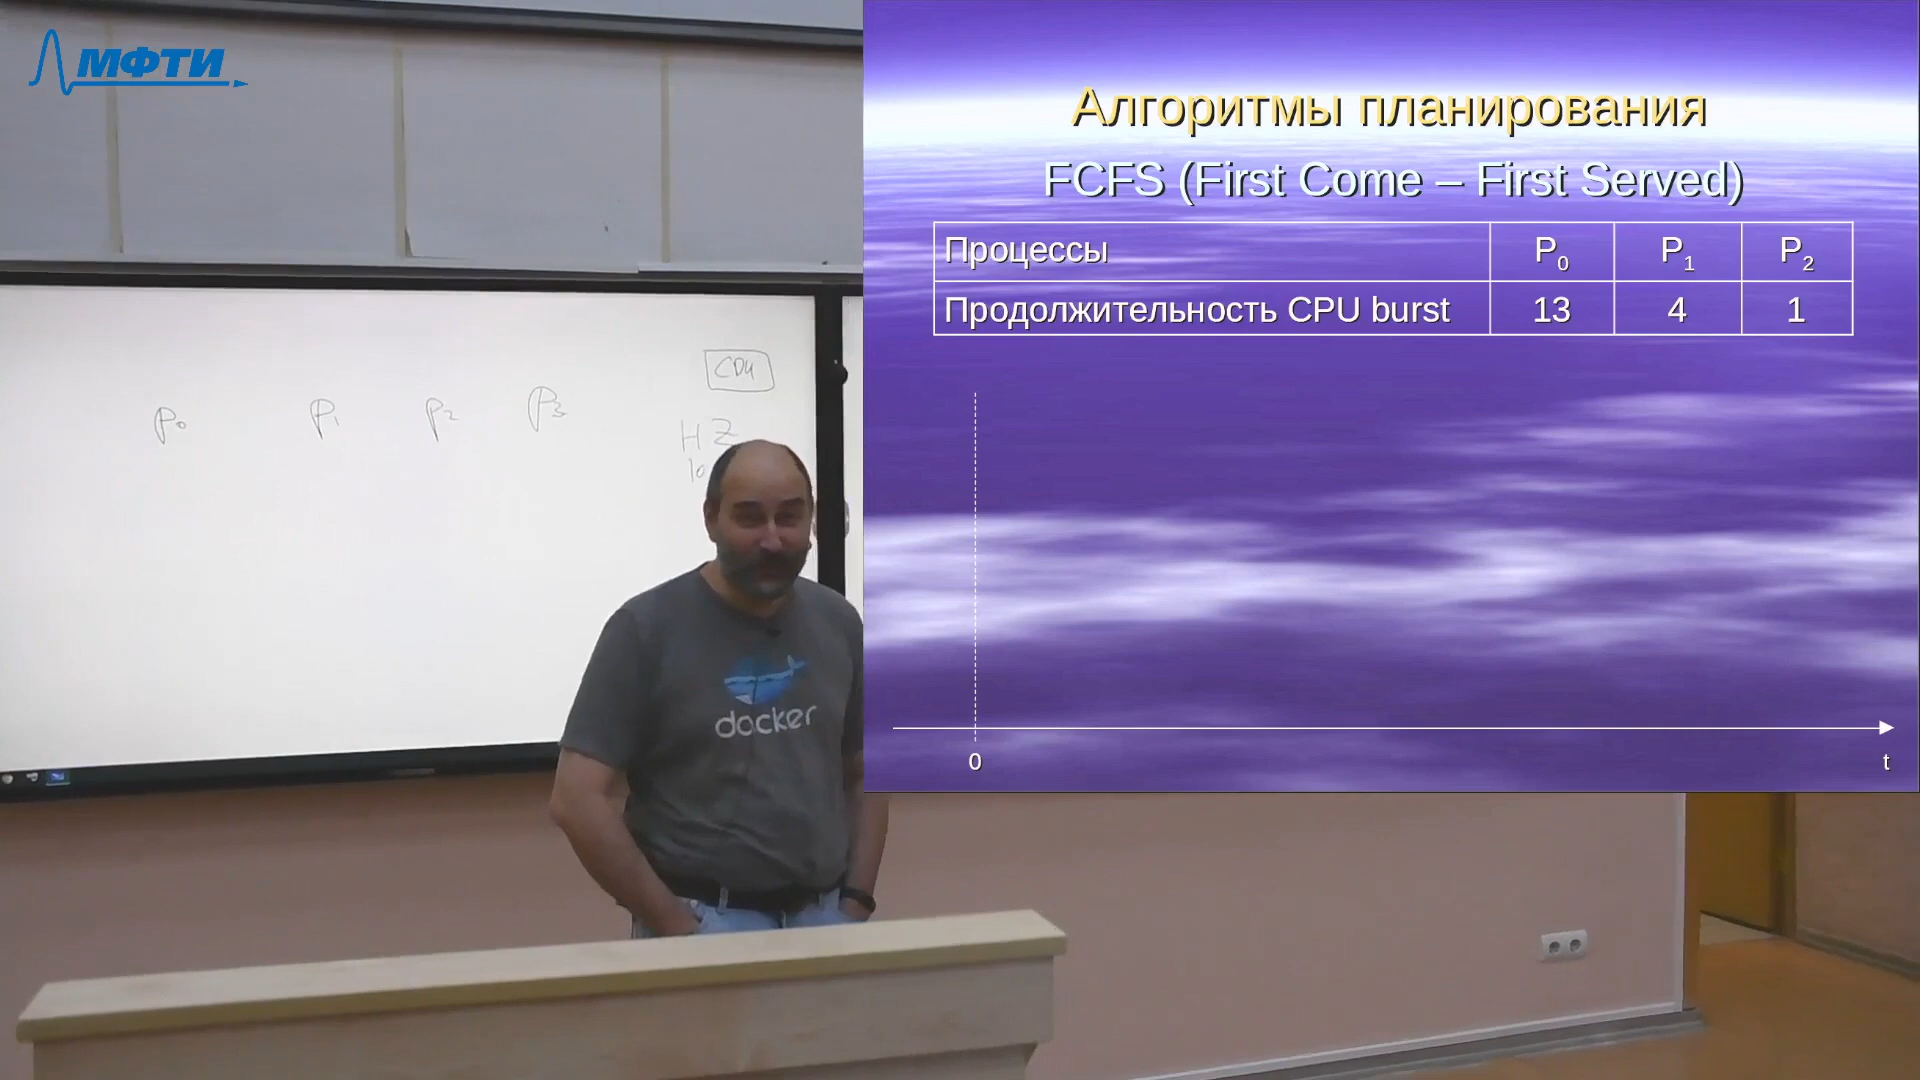 МФТИ
P₀ P₁ P₂ P₃
CPU
HZ
docker
Алгоритмы планирования
FCFS (First Come – First Served)
Процессы P₀ P₁ P₂
Продолжительность CPU burst 13 4 1
0 t